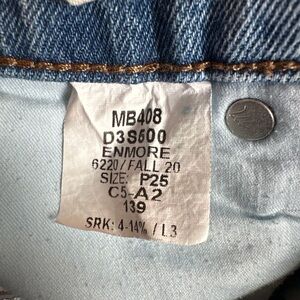 MB408
D3S600
ENMORE
6220/FALL 20
SIZE: P25
C5-A2
139
SRK: 4-14% / L3